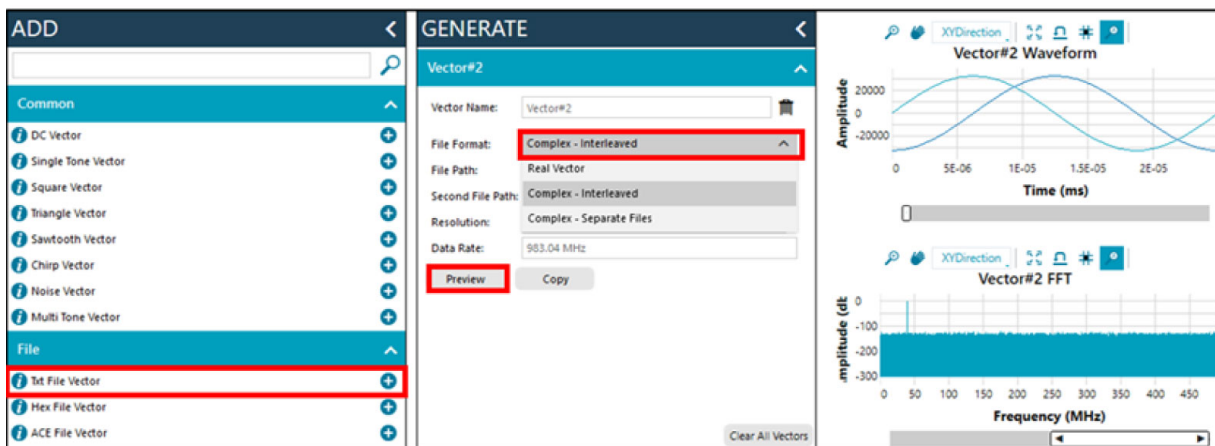 ADD
Common
DC Vector
Single Tone Vector
Square Vector
Triangle Vector
Sawtooth Vector
Chirp Vector
Noise Vector
Multi Tone Vector
File
Txt File Vector
Hex File Vector
ACE File Vector
GENERATE
Vector#2
Vector Name: Vector#2
File Format: Complex - Interleaved
File Path: Real Vector
Second File Path: Complex - Interleaved
Resolution: Complex - Separate Files
Data Rate: 983.04 MHz
Preview Copy
Clear All Vectors
XYDirection
Vector#2 Waveform
Amplitude
20000
0
-20000
0 5E-06 1E-05 1.5E-05 2E-05
Time (ms)
XYDirection
Vector#2 FFT
mplitude (dB
0
-100
-200
-300
0 50 100 150 200 250 300 350 400 450
Frequency (MHz)